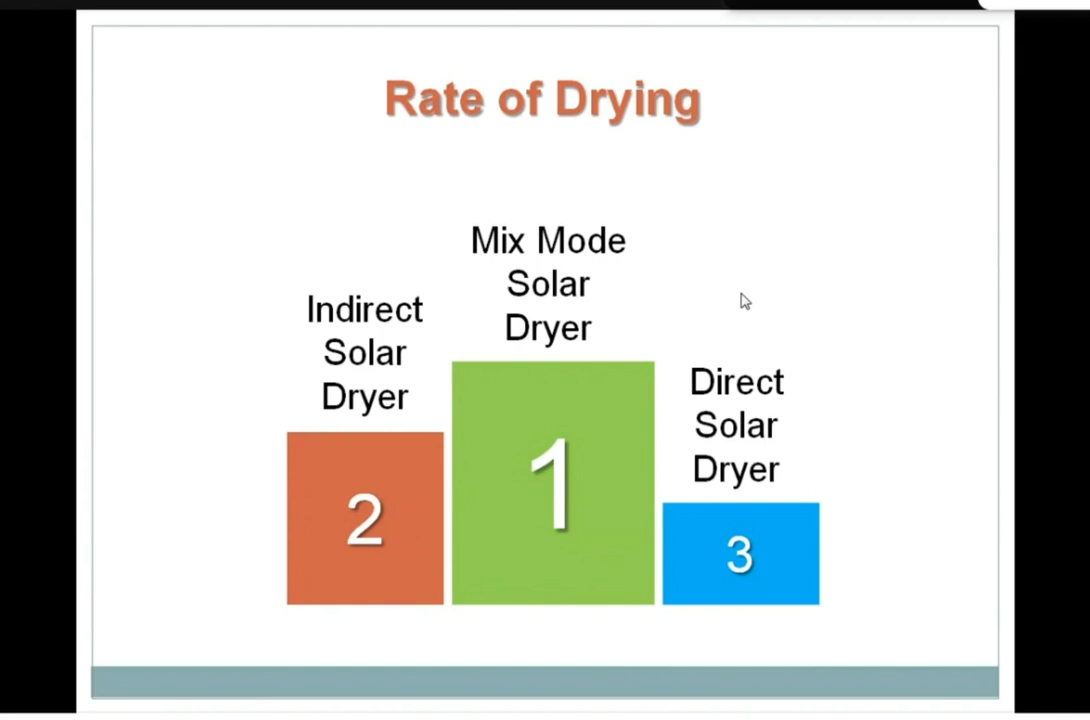 Rate of Drying
Indirect
Solar
Dryer
2
Mix Mode
Solar
Dryer
1
Direct
Solar
Dryer
3